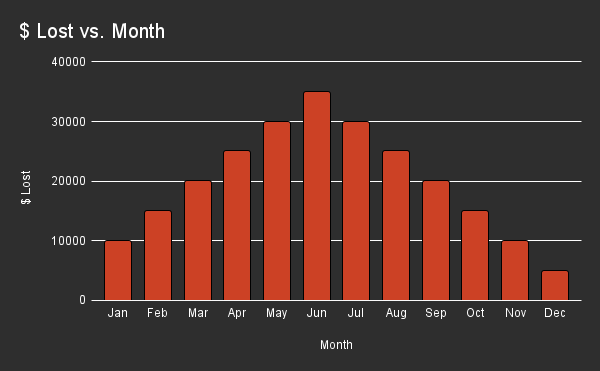 $ Lost vs. Month
40000
30000
20000
10000
0
$ Lost
Jan Feb Mar Apr May Jun Jul Aug Sep Oct Nov Dec
Month